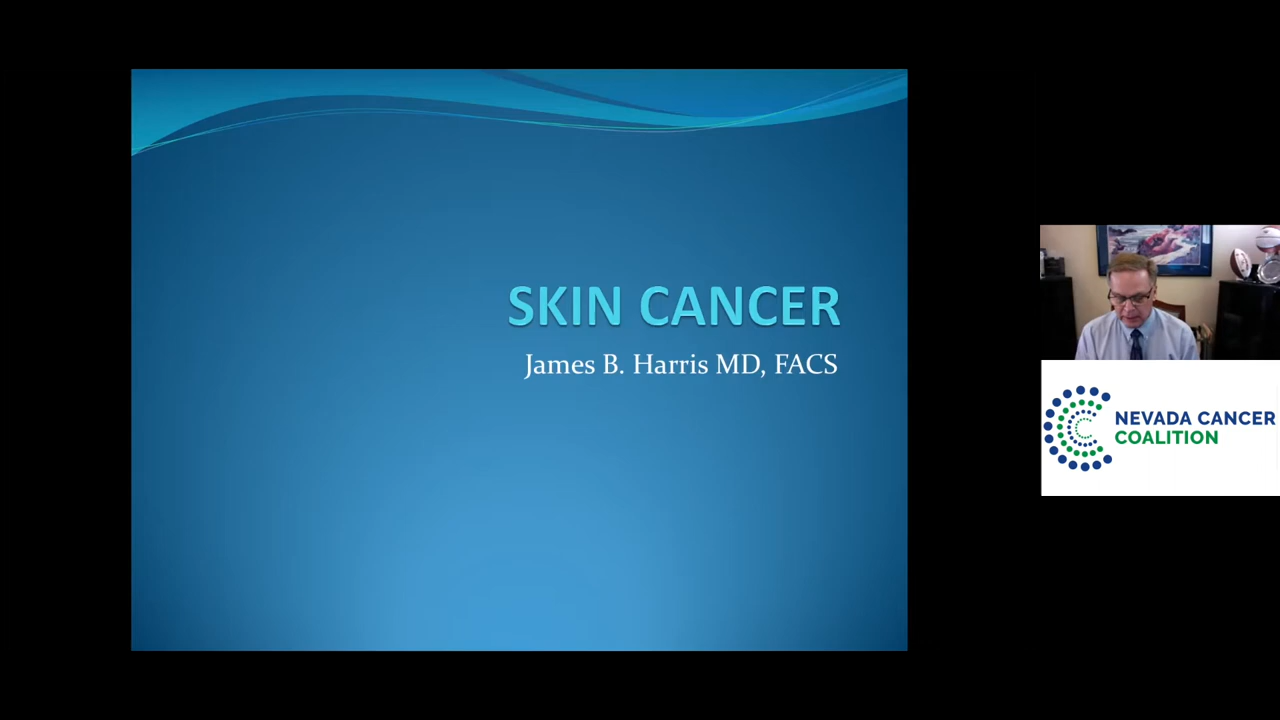 SKIN CANCER
James B. Harris MD, FACS
NEVADA CANCER
COALITION